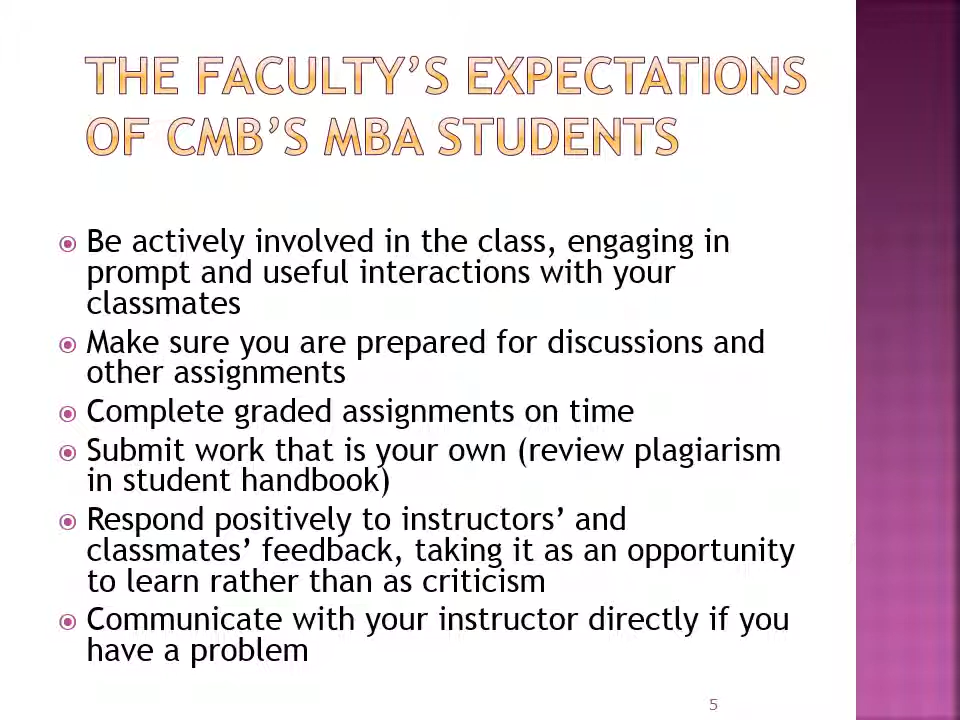 THE FACULTY’S EXPECTATIONS
OF CMB’S MBA STUDENTS
Be actively involved in the class, engaging in
prompt and useful interactions with your
classmates
Make sure you are prepared for discussions and
other assignments
Complete graded assignments on time
Submit work that is your own (review plagiarism
in student handbook)
Respond positively to instructors’ and
classmates’ feedback, taking it as an opportunity
to learn rather than as criticism
Communicate with your instructor directly if you
have a problem
5